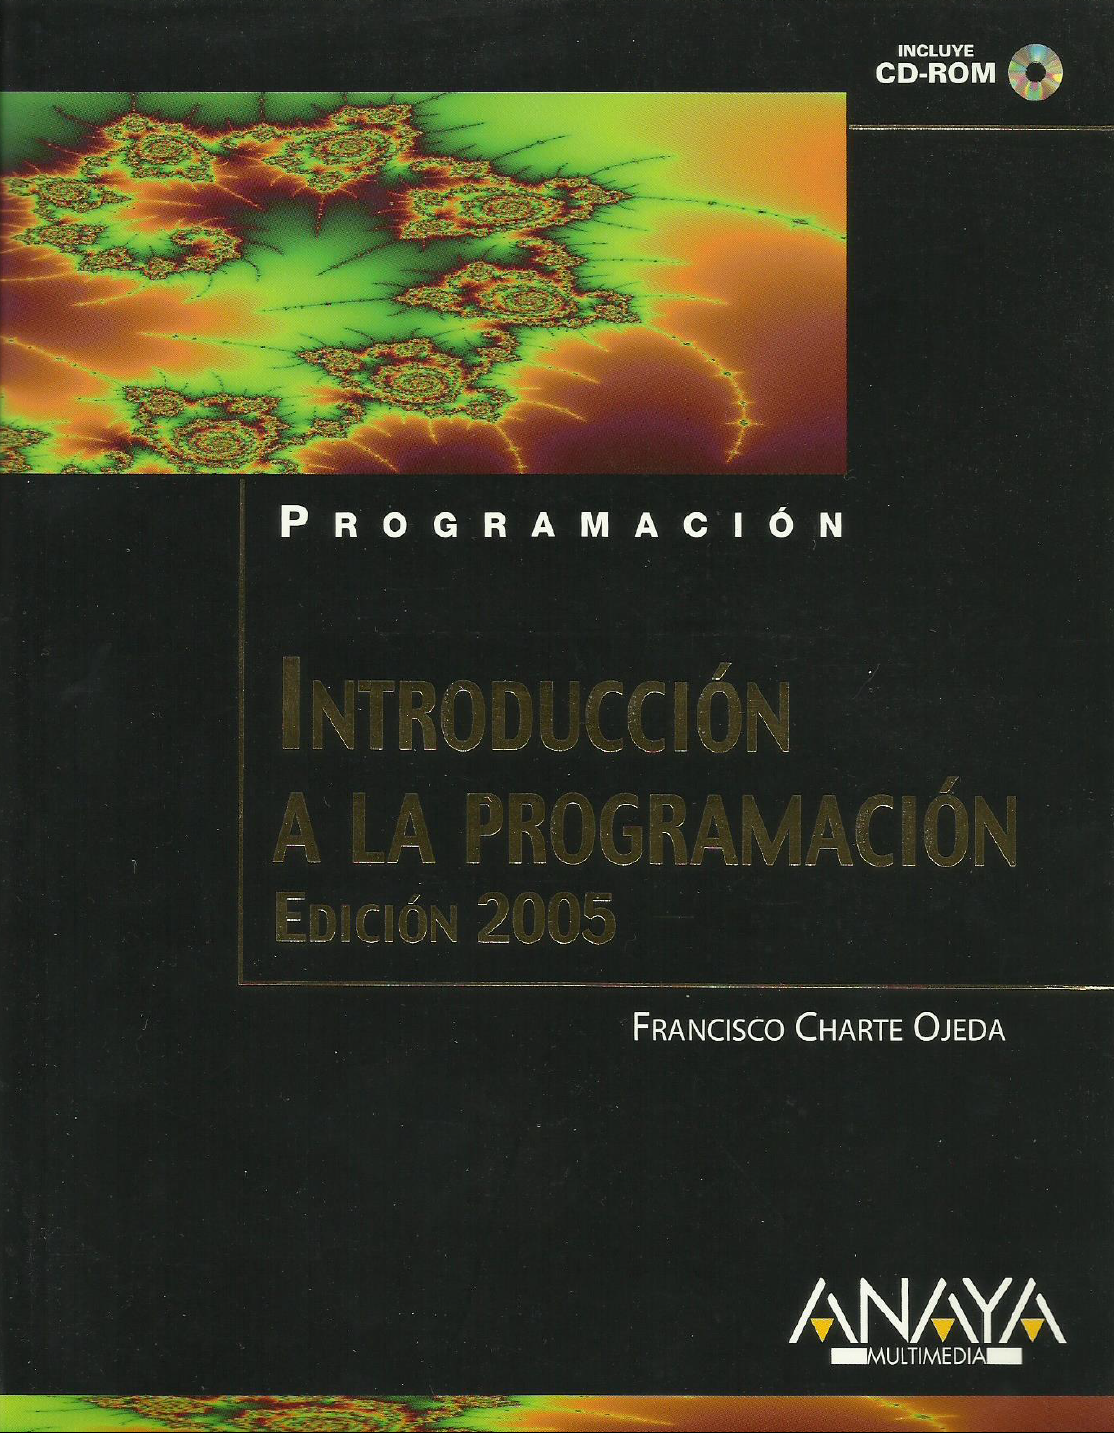 INCLUYE
CD-ROM
PROGRAMACIÓN
INTRODUCCIÓN
A LA PROGRAMACIÓN
EDICIÓN 2005
FRANCISCO CHARTE OJEDA
ANAYA
MULTIMEDIA